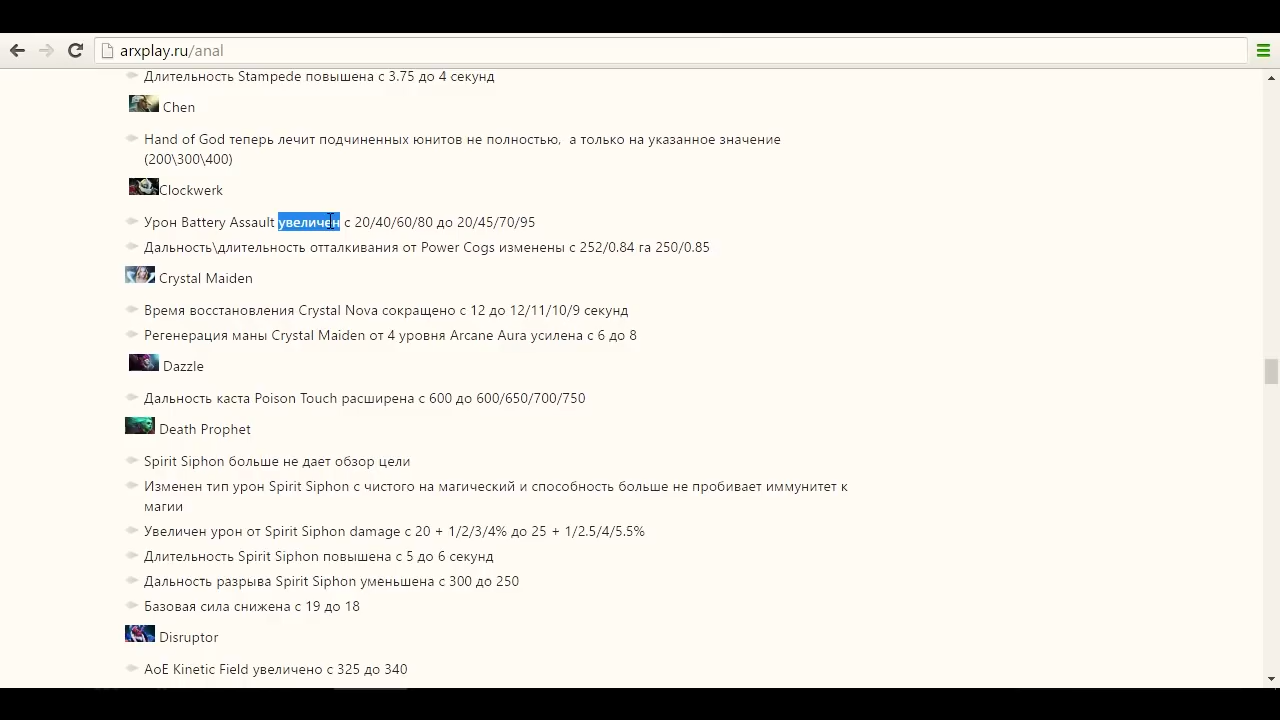 arxplay.ru/anal
Длительность Stampede повышена с 3.75 до 4 секунд
Chen
Hand of God теперь лечит подчиненных юнитов не полностью, а только на указанное значение
(200\300\400)
Clockwerk
Урон Battery Assault увеличен с 20/40/60/80 до 20/45/70/95
Дальность\длительность отталкивания от Power Cogs изменены с 252/0.84 га 250/0.85
Crystal Maiden
Время восстановления Crystal Nova сокращено с 12 до 12/11/10/9 секунд
Регенерация маны Crystal Maiden от 4 уровня Arcane Aura усилена с 6 до 8
Dazzle
Дальность каста Poison Touch расширена с 600 до 600/650/700/750
Death Prophet
Spirit Siphon больше не дает обзор цели
Изменен тип урон Spirit Siphon с чистого на магический и способность больше не пробивает иммунитет к
магии
Увеличен урон от Spirit Siphon damage с 20 + 1/2/3/4% до 25 + 1/2.5/4/5.5%
Длительность Spirit Siphon повышена с 5 до 6 секунд
Дальность разрыва Spirit Siphon уменьшена с 300 до 250
Базовая сила снижена с 19 до 18
Disruptor
AoE Kinetic Field увеличено с 325 до 340